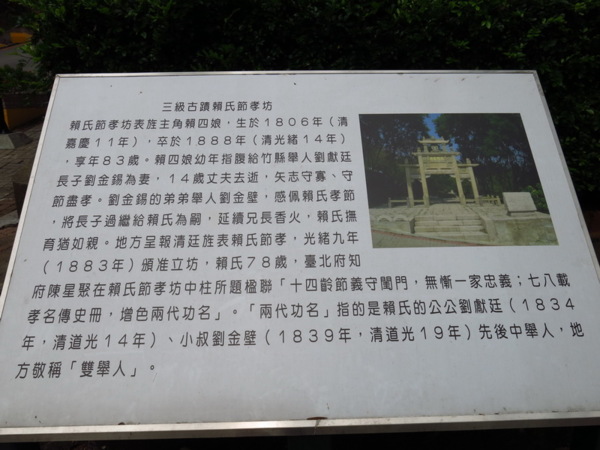 三級古蹟賴氏節孝坊
賴氏節孝坊表旌主角賴四娘，生於1806年（清
嘉慶11年），卒於1888年（清光緒14年）
，享年83歲。賴四娘幼年指腹給竹縣舉人劉獻廷
長子劉金錫為妻，14歲丈夫去逝，矢志守寡、守
節盡孝。劉金錫的弟弟舉人劉金壁，感佩賴氏孝節
，將長子過繼給賴氏為嗣，延續兄長香火，賴氏撫
育猶如親。地方呈報清廷旌表賴氏節孝，光緒九年
（1883年）頒准立坊，賴氏78歲，臺北府知
府陳星聚在賴氏節孝坊中柱所題楹聯「十四齡節義守閨門，無慚一家忠義；七八載
孝名傳史冊，增色兩代功名」。「兩代功名」指的是賴氏的公公劉獻廷（1834
年，清道光14年）、小叔劉金壁（1839年，清道光19年）先後中舉人，地
方敬稱「雙舉人」。